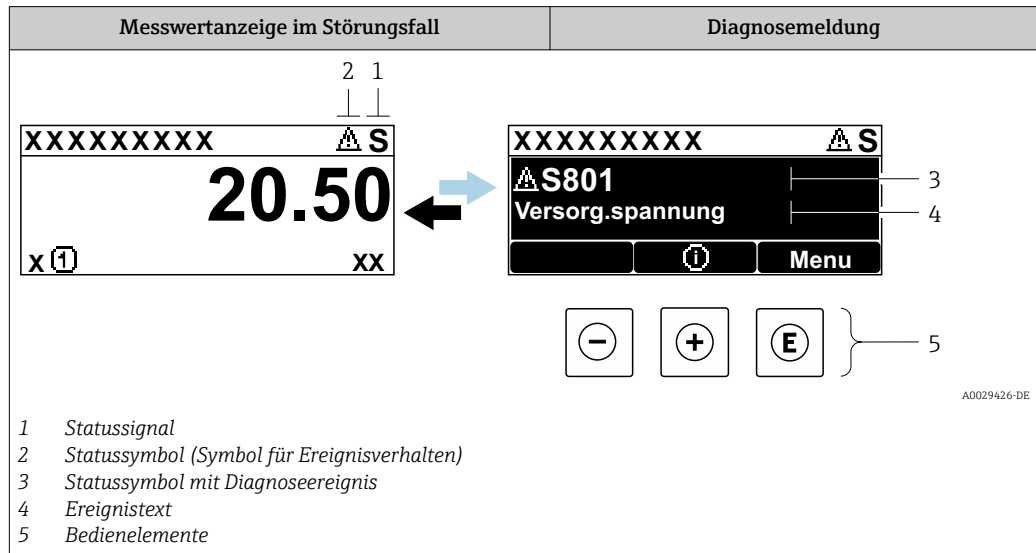 Messwertanzeige im Störungsfall
Diagnosemeldung
2 1
XXXXXXXXX ⚠ S
20.50
x ① xx
XXXXXXXXX ⚠ S
⚠S801
Versorg.spannung
ⓘ Menu
3
4
− + E
5
A0029426-DE
1 Statussignal
2 Statussymbol (Symbol für Ereignisverhalten)
3 Statussymbol mit Diagnoseereignis
4 Ereignistext
5 Bedienelemente